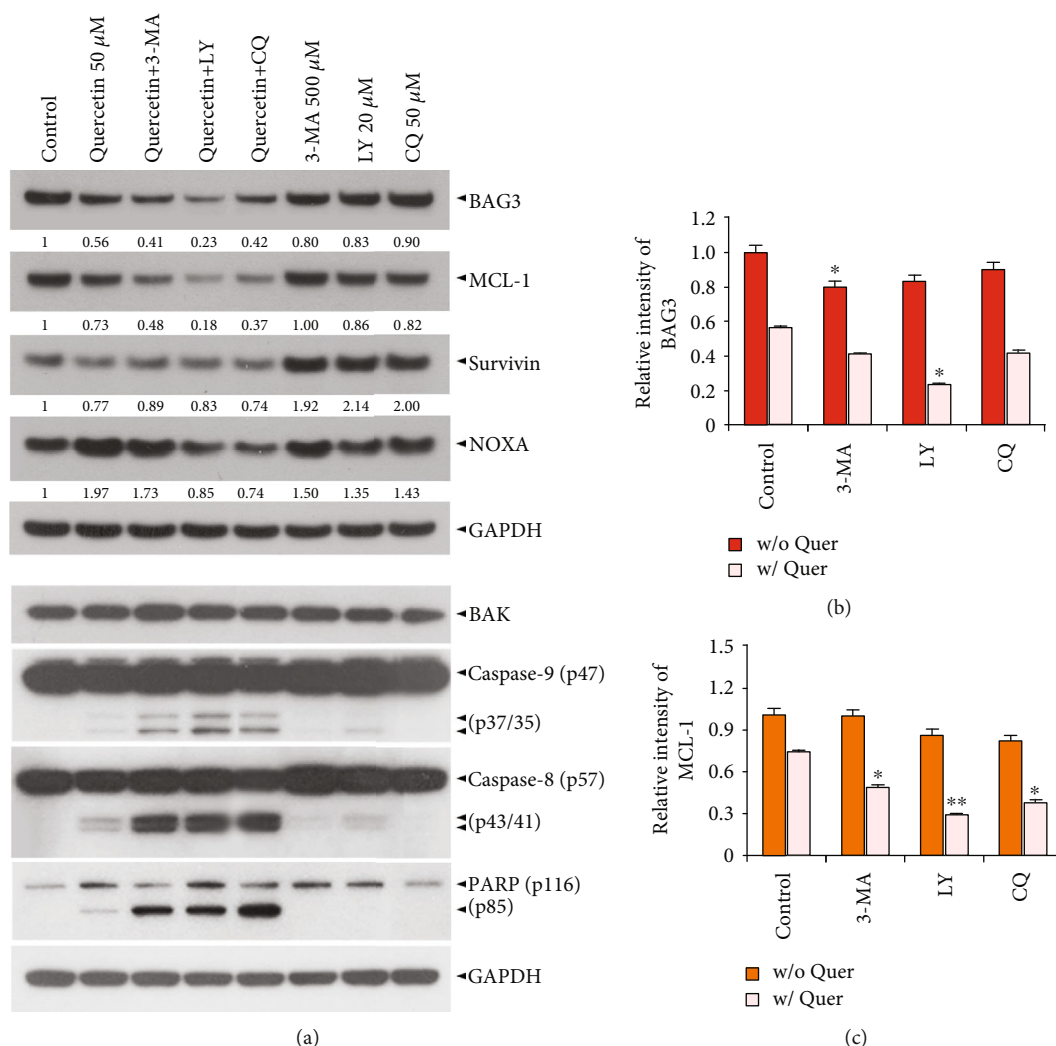 Control
Quercetin 50 μM
Quercetin+3-MA
Quercetin+LY
Quercetin+CQ
3-MA 500 μM
LY 20 μM
CQ 50 μM
BAG3
1 0.56 0.41 0.23 0.42 0.80 0.83 0.90
MCL-1
1 0.73 0.48 0.18 0.37 1.00 0.86 0.82
Survivin
1 0.77 0.89 0.83 0.74 1.92 2.14 2.00
NOXA
1 1.97 1.73 0.85 0.74 1.50 1.35 1.43
GAPDH
BAK
Caspase-9 (p47)
(p37/35)
Caspase-8 (p57)
(p43/41)
PARP (p116)
(p85)
GAPDH
(a)
Relative intensity of
BAG3
1.2
1.0
0.8
0.6
0.4
0.2
0
*
*
Control
3-MA
LY
CQ
w/o Quer
w/ Quer
(b)
Relative intensity of
MCL-1
1.5
1.2
0.9
0.6
0.3
0
*
**
*
Control
3-MA
LY
CQ
w/o Quer
w/ Quer
(c)